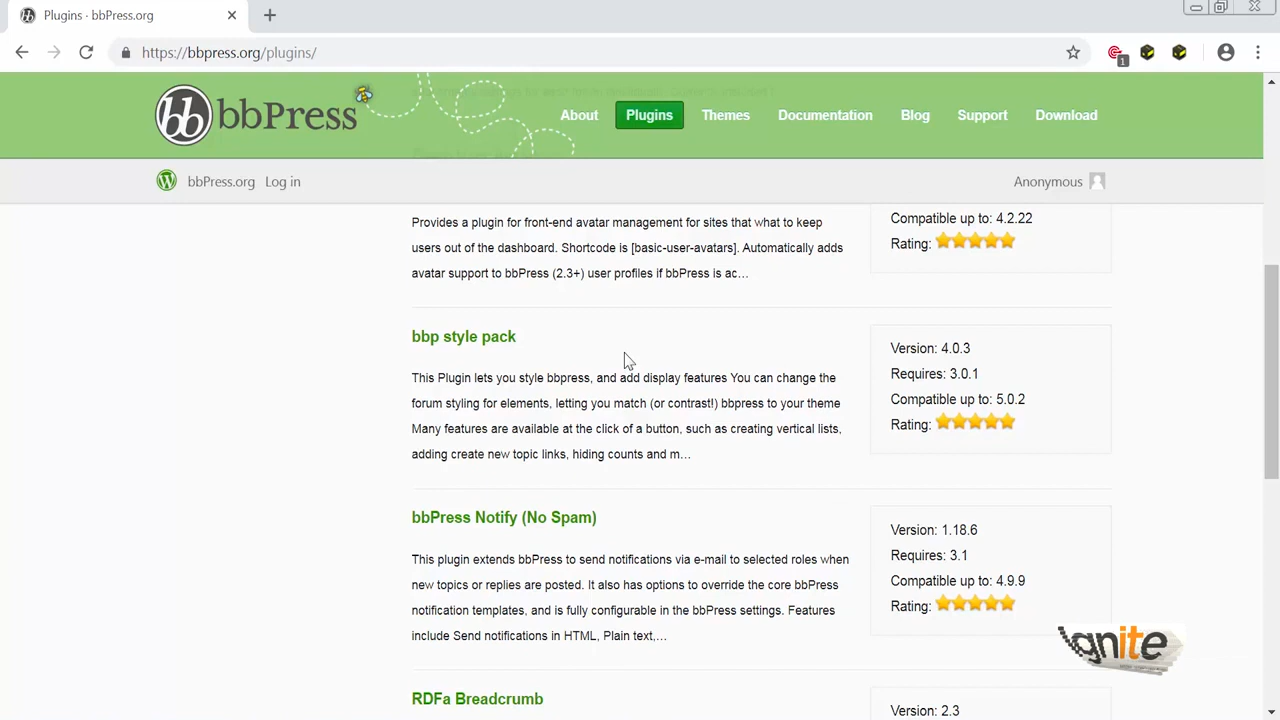 Plugins · bbPress.org
https://bbpress.org/plugins/
1
bb bbPress
About Plugins Themes Documentation Blog Support Download
bbPress.org Log in
Anonymous
Provides a plugin for front-end avatar management for sites that what to keep
users out of the dashboard. Shortcode is [basic-user-avatars]. Automatically adds
avatar support to bbPress (2.3+) user profiles if bbPress is ac…
Compatible up to: 4.2.22
Rating:
bbp style pack
This Plugin lets you style bbpress, and add display features You can change the
forum styling for elements, letting you match (or contrast!) bbpress to your theme
Many features are available at the click of a button, such as creating vertical lists,
adding create new topic links, hiding counts and m…
Version: 4.0.3
Requires: 3.0.1
Compatible up to: 5.0.2
Rating:
bbPress Notify (No Spam)
This plugin extends bbPress to send notifications via e-mail to selected roles when
new topics or replies are posted. It also has options to override the core bbPress
notification templates, and is fully configurable in the bbPress settings. Features
include Send notifications in HTML, Plain text,…
Version: 1.18.6
Requires: 3.1
Compatible up to: 4.9.9
Rating:
ignite
RDFa Breadcrumb
Version: 2.3